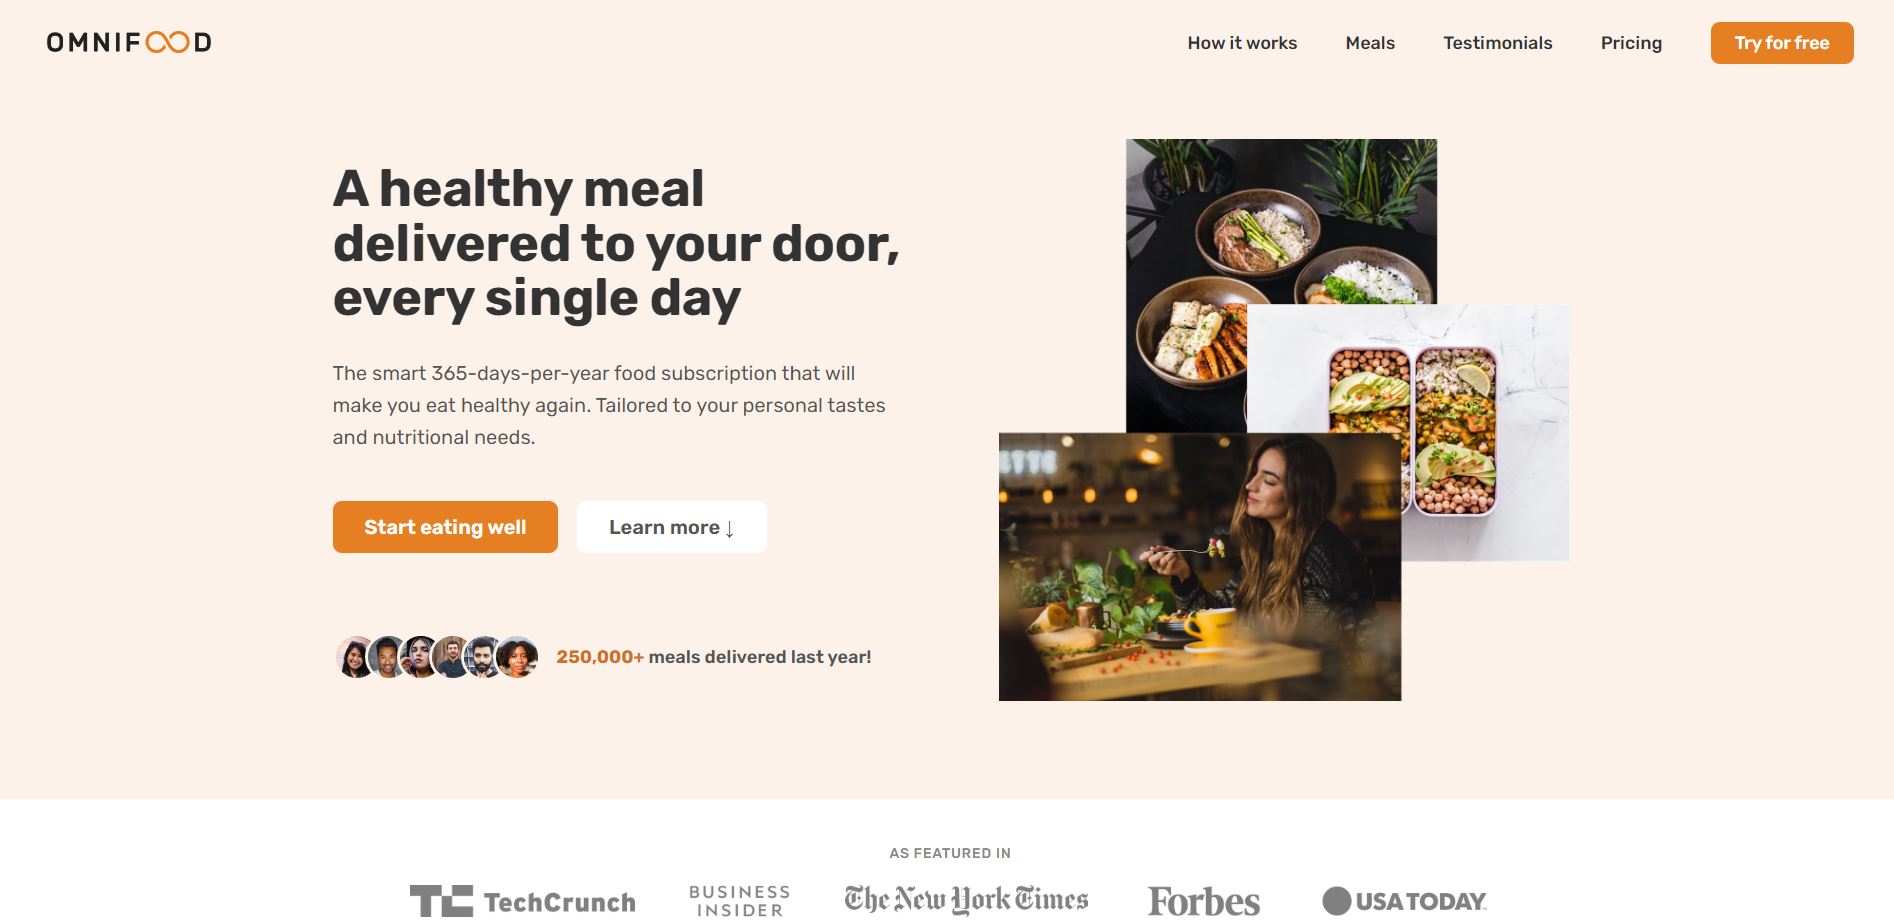 OMNIFOOD
How it works
Meals
Testimonials
Pricing
Try for free
A healthy meal
delivered to your door,
every single day
The smart 365-days-per-year food subscription that will
make you eat healthy again. Tailored to your personal tastes
and nutritional needs.
Start eating well
Learn more ↓
250,000+ meals delivered last year!
AS FEATURED IN
TC TechCrunch
BUSINESS
INSIDER
The New York Times
Forbes
USA TODAY